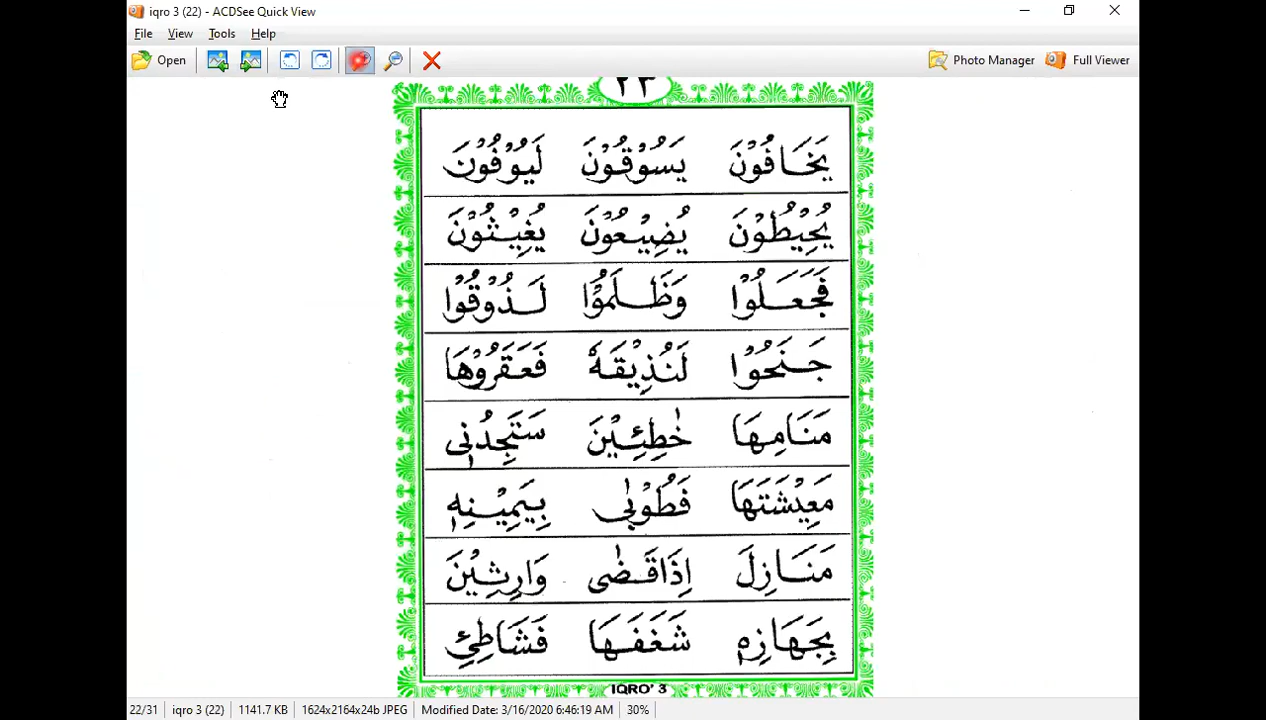 iqro 3 (22) - ACDSee Quick View
File View Tools Help
Open Photo Manager Full Viewer
٢٣
يَخَافُوْنَ يَسُوْقُوْنَ لَيُوْفُوْنَ
يُحِيْطُوْنَ يُضِيْعُوْنَ يُغِيْثُوْنَ
فَجَعَلُوْا وَظَلَمُوْا لَذُوْقُوْا
جَنَحُوْا لَنُذِيْقَهٗ فَعَقَرُوْهَا
مَنَامِهَا خٰطِئِيْنَ سَتَجِدُنِى
مَعِيْشَتَهَا فَطُوْبٰى بِيَمِيْنِهٖ
مَنَازِلَ اِذَاقَضٰى وَارِثِيْنَ
بِجَهَازِهٖ شَغَفَهَا فَشَاطِئِ
IQRO' 3
22/31 iqro 3 (22) 1141.7 KB 1624x2164x24b JPEG Modified Date: 3/16/2020 6:46:19 AM 30%